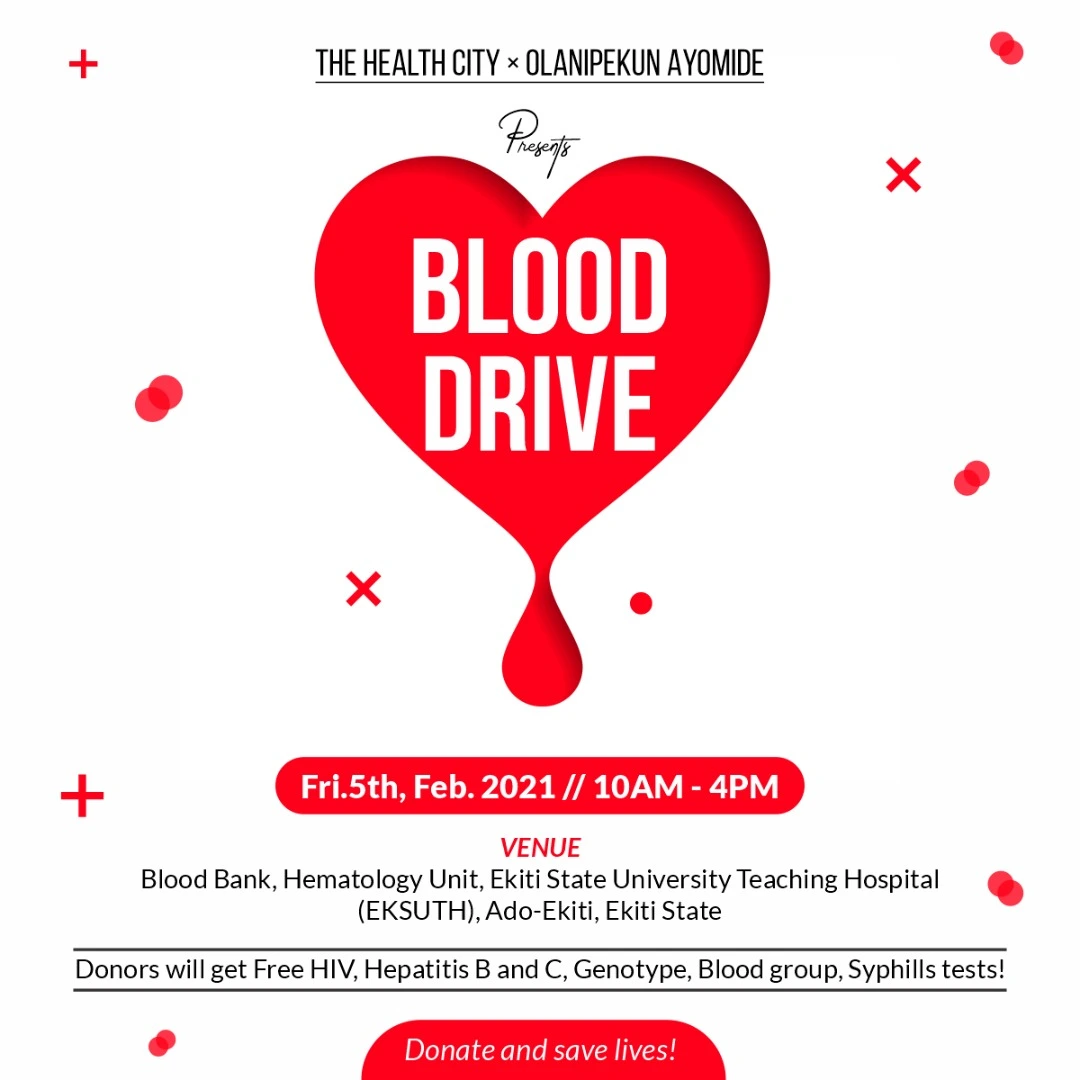 THE HEALTH CITY × OLANIPEKUN AYOMIDE
Presents
BLOOD
DRIVE
Fri.5th, Feb. 2021 // 10AM - 4PM
VENUE
Blood Bank, Hematology Unit, Ekiti State University Teaching Hospital
(EKSUTH), Ado-Ekiti, Ekiti State
Donors will get Free HIV, Hepatitis B and C, Genotype, Blood group, Syphills tests!
Donate and save lives!